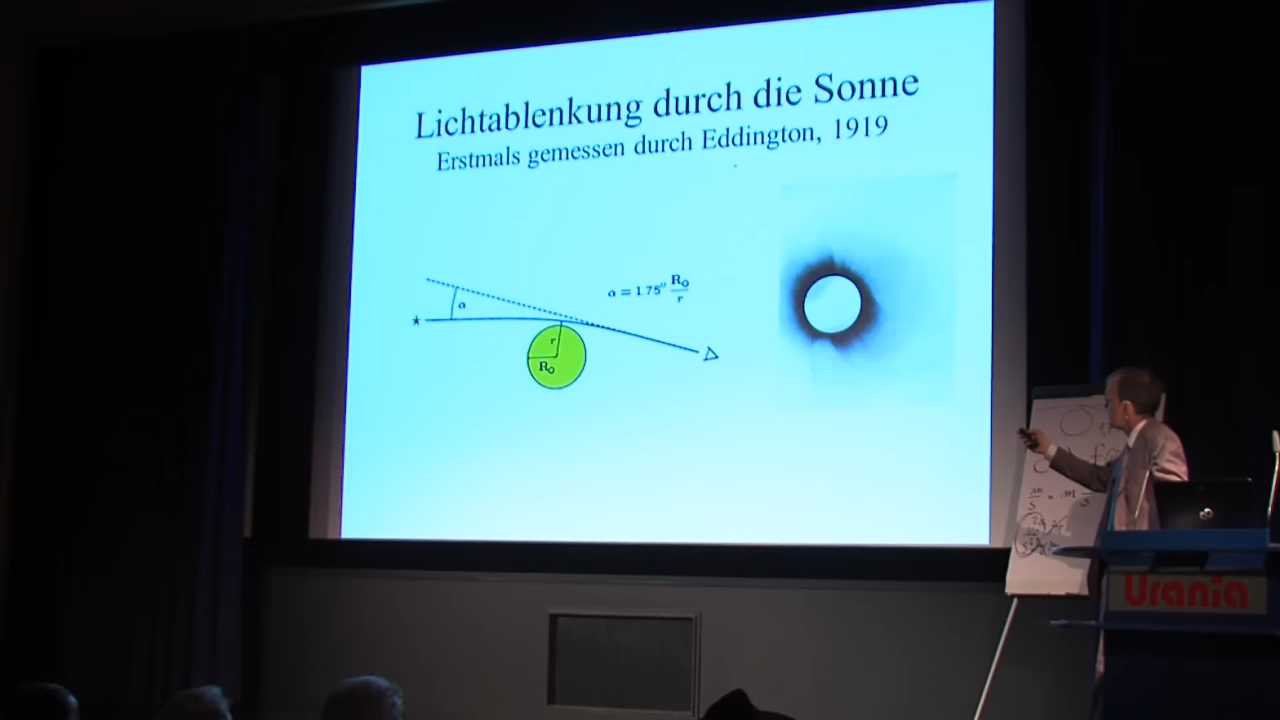 Lichtablenkung durch die Sonne
Erstmals gemessen durch Eddington, 1919
α = 1.75" R₀/r
α
r
R₀
Urania